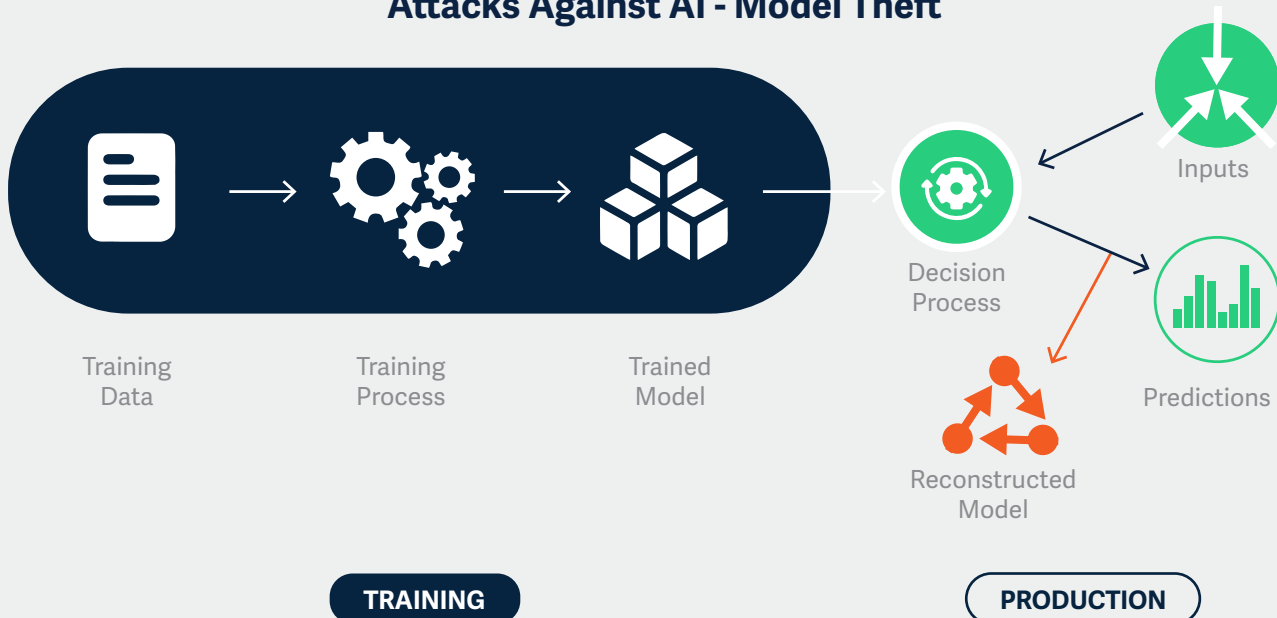 Attacks Against AI - Model Theft
Inputs
Decision
Process
Training
Data
Training
Process
Trained
Model
Predictions
Reconstructed
Model
TRAINING
PRODUCTION